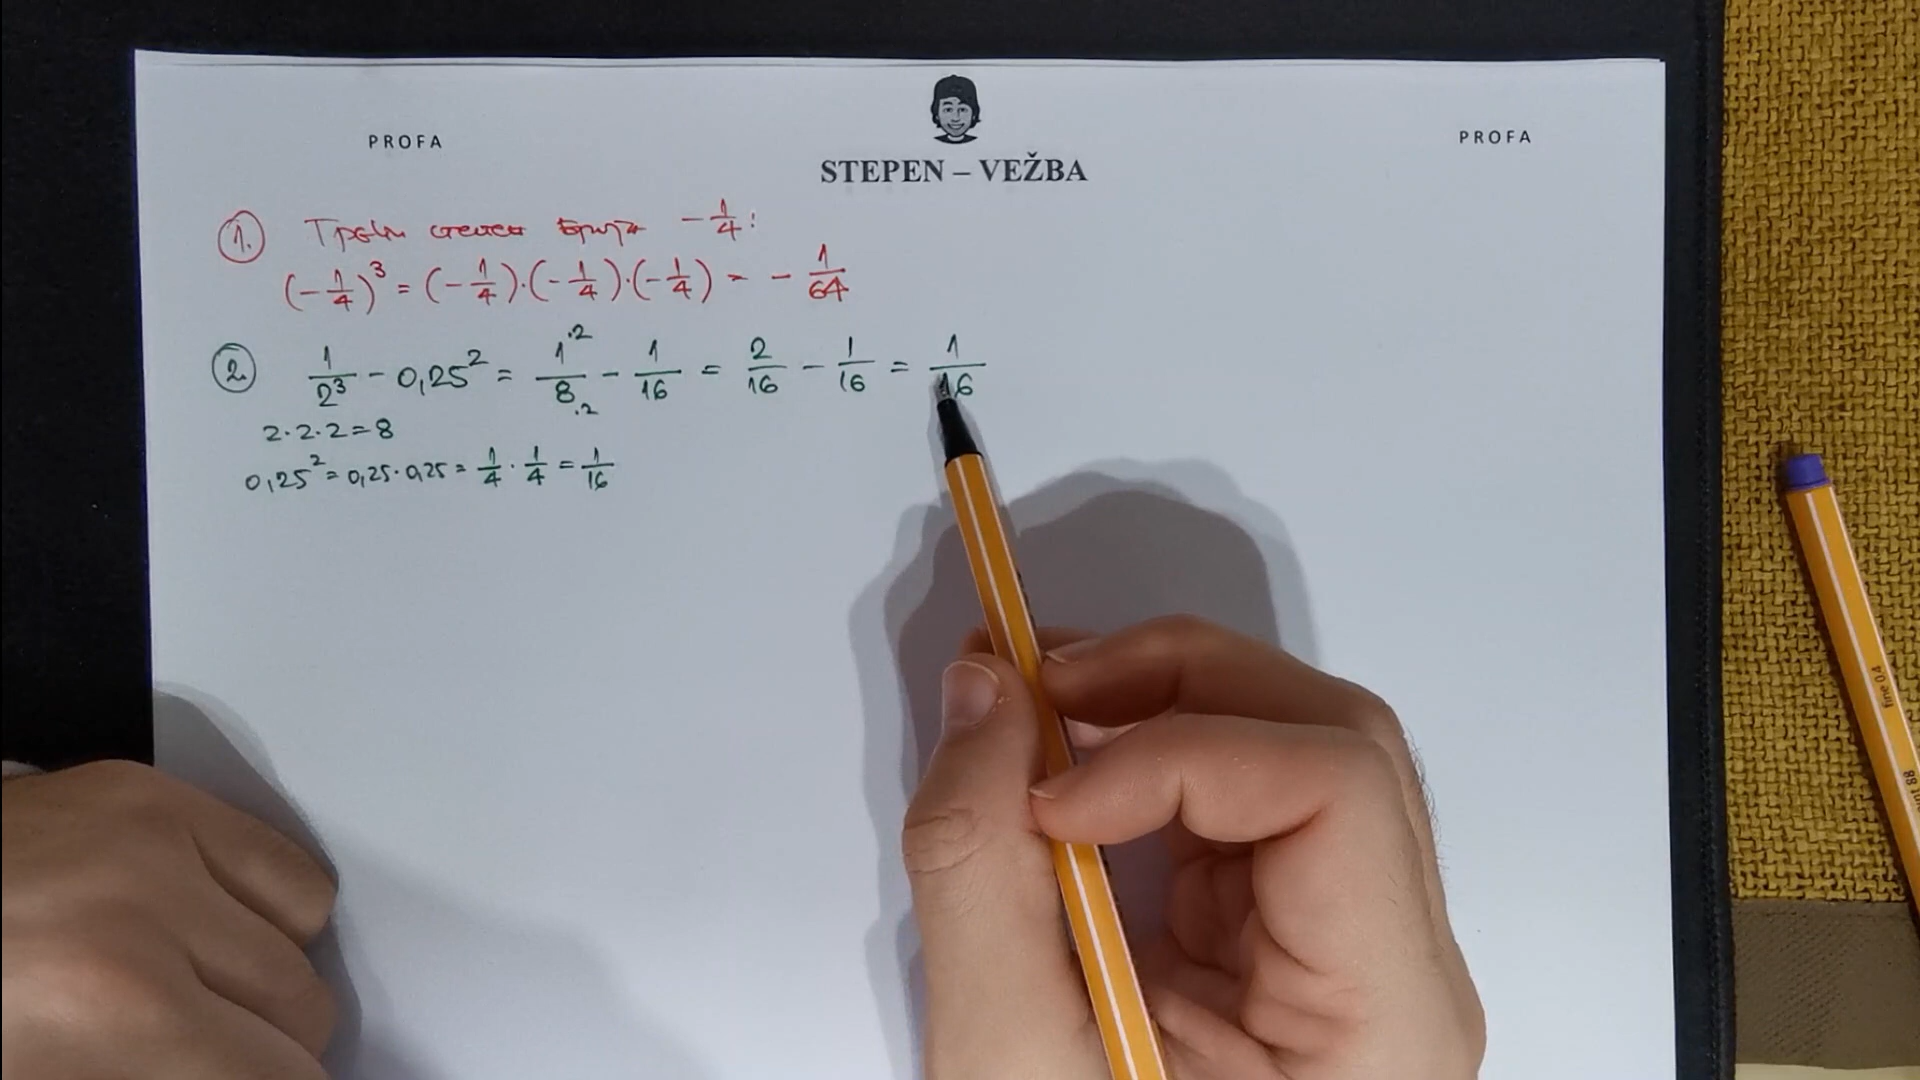 PROFA
PROFA
STEPEN – VEŽBA
1. Трећи степен броја -1/4:
(-1/4)³ = (-1/4)·(-1/4)·(-1/4) = - 1/64
2. 1/2³ - 0,25² = 1·2/8·2 - 1/16 = 2/16 - 1/16 = 1/16
2·2·2=8
0,25² = 0,25·0,25 = 1/4 · 1/4 = 1/16
fine 0.4